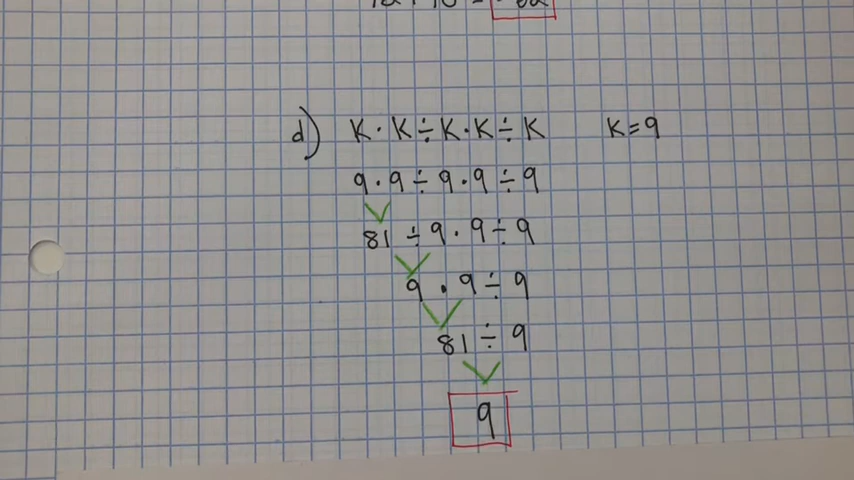 d) K · K ÷ K · K ÷ K K = 9
9 · 9 ÷ 9 · 9 ÷ 9
81 ÷ 9 · 9 ÷ 9
9 · 9 ÷ 9
81 ÷ 9
9